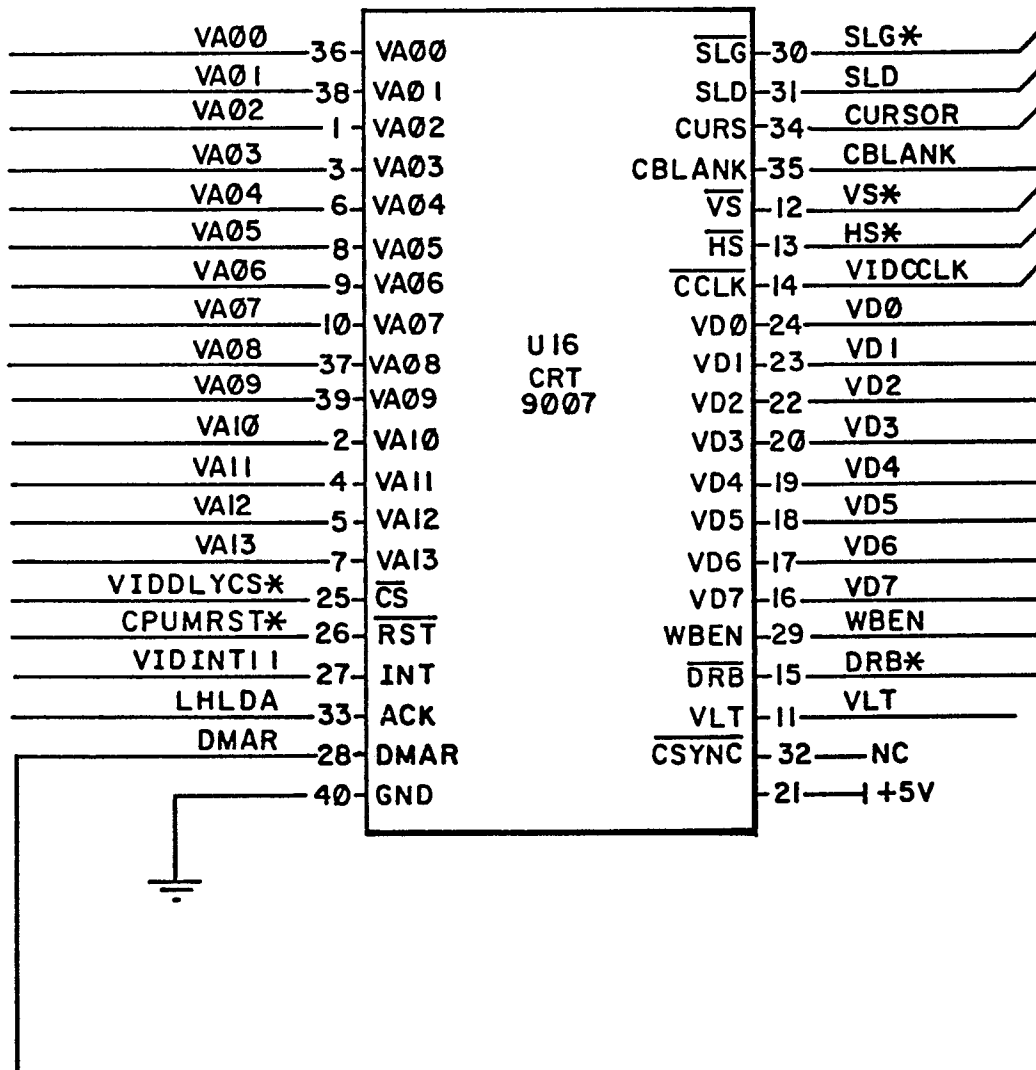 VA00 36 VA00 SLG 30 SLG*
VA01 38 VA01 SLD 31 SLD
VA02 1 VA02 CURS 34 CURSOR
VA03 3 VA03 CBLANK 35 CBLANK
VA04 6 VA04 VS 12 VS*
VA05 8 VA05 HS 13 HS*
VA06 9 VA06 CCLK 14 VIDCCLK
VA07 10 VA07 VD0 24 VD0
VA08 37 VA08 VD1 23 VD1
VA09 39 VA09 VD2 22 VD2
VA10 2 VA10 VD3 20 VD3
VA11 4 VA11 VD4 19 VD4
VA12 5 VA12 VD5 18 VD5
VA13 7 VA13 VD6 17 VD6
VIDDLYCS* 25 CS VD7 16 VD7
CPUMRST* 26 RST WBEN 29 WBEN
VIDINT11 27 INT DRB 15 DRB*
LHLDA 33 ACK VLT 11 VLT
DMAR 28 DMAR CSYNC 32 NC
40 GND 21 +5V
U16
CRT
9007